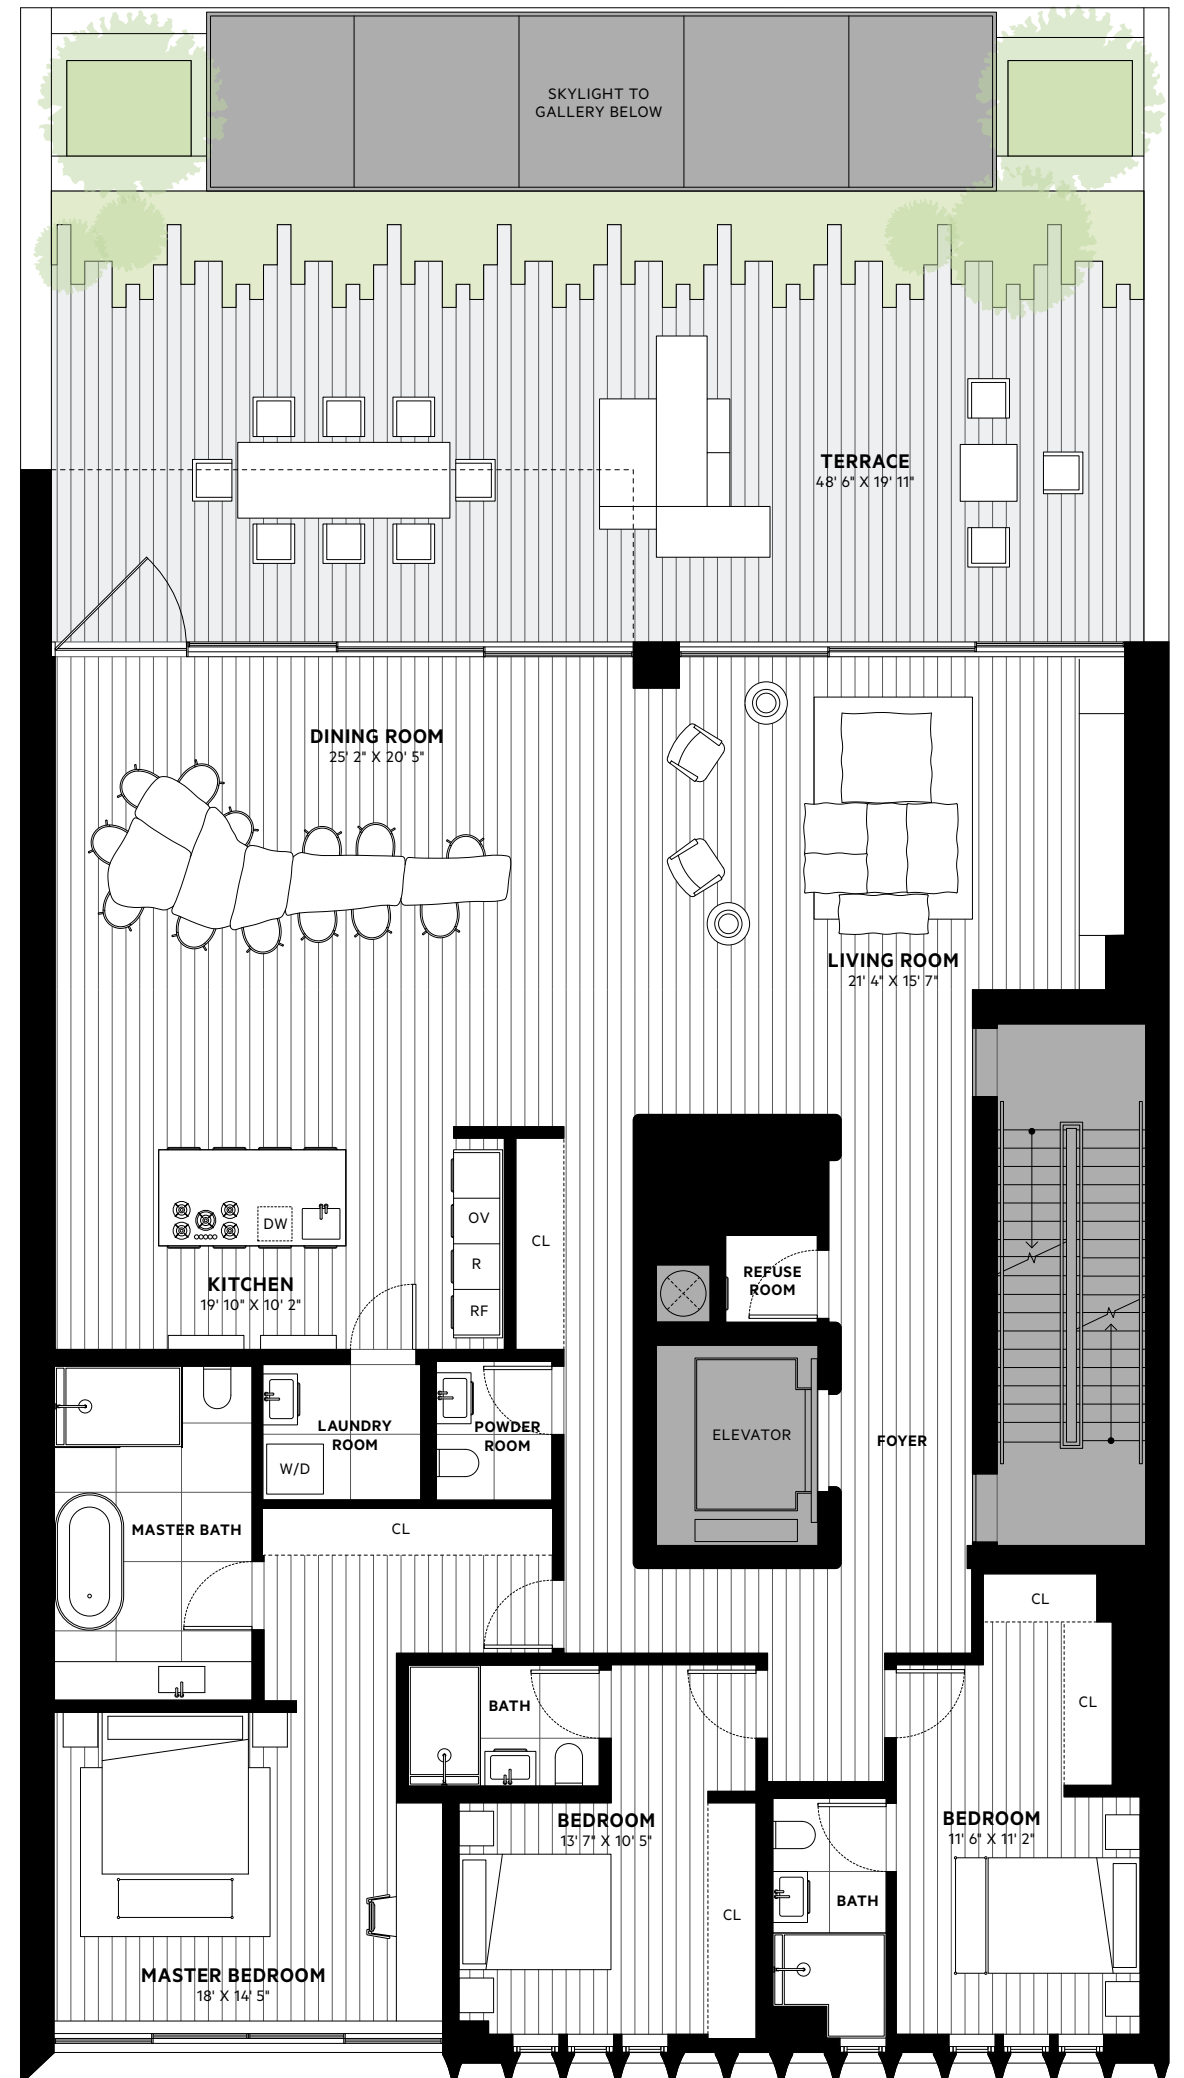 SKYLIGHT TO
GALLERY BELOW
TERRACE
48' 6" X 19' 11"
DINING ROOM
25' 2" X 20' 5"
LIVING ROOM
21' 4" X 15' 7"
DW
OV
R
RF
CL
KITCHEN
19' 10" X 10' 2"
REFUSE
ROOM
LAUNDRY
ROOM
W/D
POWDER
ROOM
ELEVATOR
FOYER
MASTER BATH
CL
CL
CL
BATH
BEDROOM
13' 7" X 10' 5"
BEDROOM
11' 6" X 11' 2"
CL
BATH
MASTER BEDROOM
18' X 14' 5"